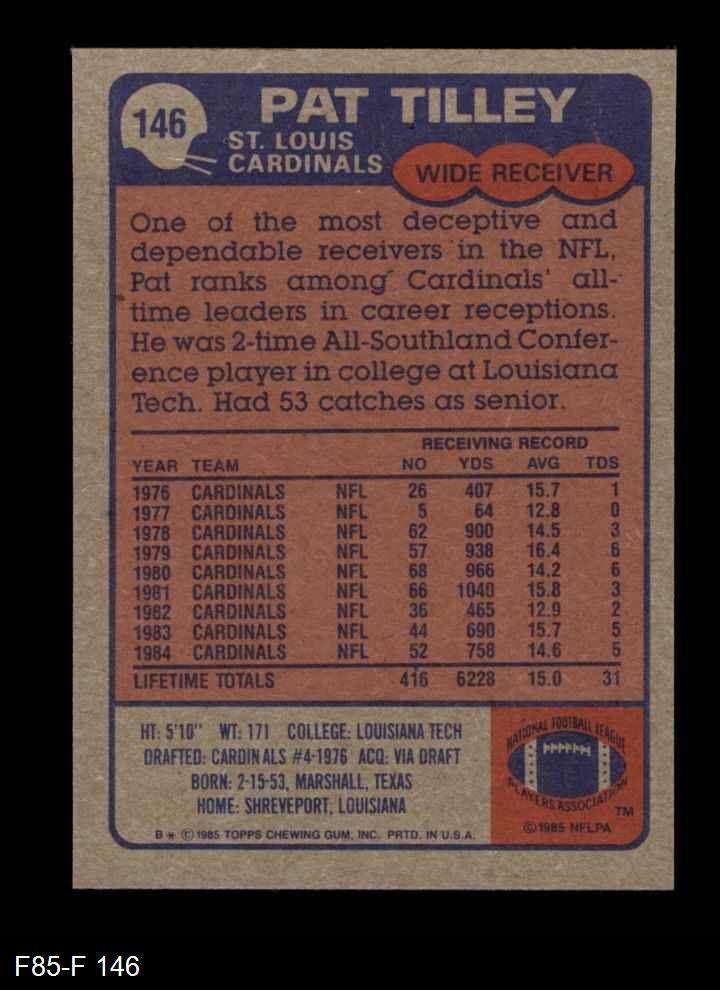 146
PAT TILLEY
ST. LOUIS
CARDINALS
WIDE RECEIVER
One of the most deceptive and
dependable receivers in the NFL,
Pat ranks among Cardinals' all-
time leaders in career receptions.
He was 2-time All-Southland Confer-
ence player in college at Louisiana
Tech. Had 53 catches as senior.
RECEIVING RECORD
YEAR TEAM NO YDS AVG TDS
1976 CARDINALS NFL 26 407 15.7 1
1977 CARDINALS NFL 5 64 12.8 0
1978 CARDINALS NFL 62 900 14.5 3
1979 CARDINALS NFL 57 938 16.4 6
1980 CARDINALS NFL 68 966 14.2 6
1981 CARDINALS NFL 66 1040 15.8 3
1982 CARDINALS NFL 36 465 12.9 2
1983 CARDINALS NFL 44 690 15.7 5
1984 CARDINALS NFL 52 758 14.6 5
LIFETIME TOTALS 416 6228 15.0 31
HT: 5'10" WT: 171 COLLEGE: LOUISIANA TECH
DRAFTED: CARDINALS #4-1976 ACQ: VIA DRAFT
BORN: 2-15-53, MARSHALL, TEXAS
HOME: SHREVEPORT, LOUISIANA
B * © 1985 TOPPS CHEWING GUM, INC. PRTD. IN U.S.A.
NATIONAL FOOTBALL LEAGUE
PLAYERS ASSOCIATION
TM
© 1985 NFLPA
F85-F 146